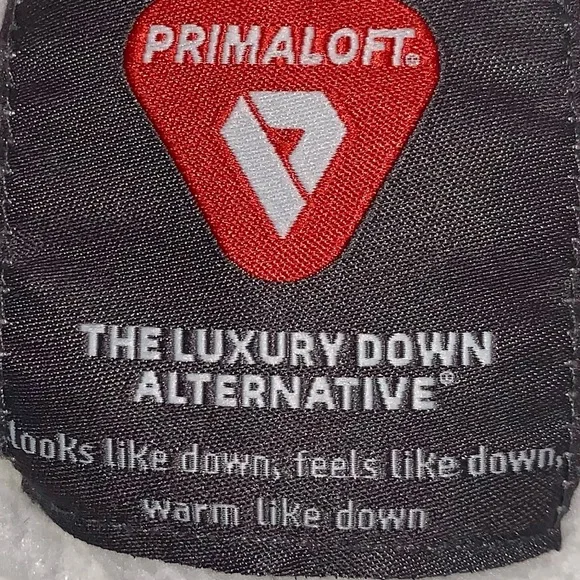 PRIMALOFT®
THE LUXURY DOWN
ALTERNATIVE®
looks like down, feels like down,
warm like down